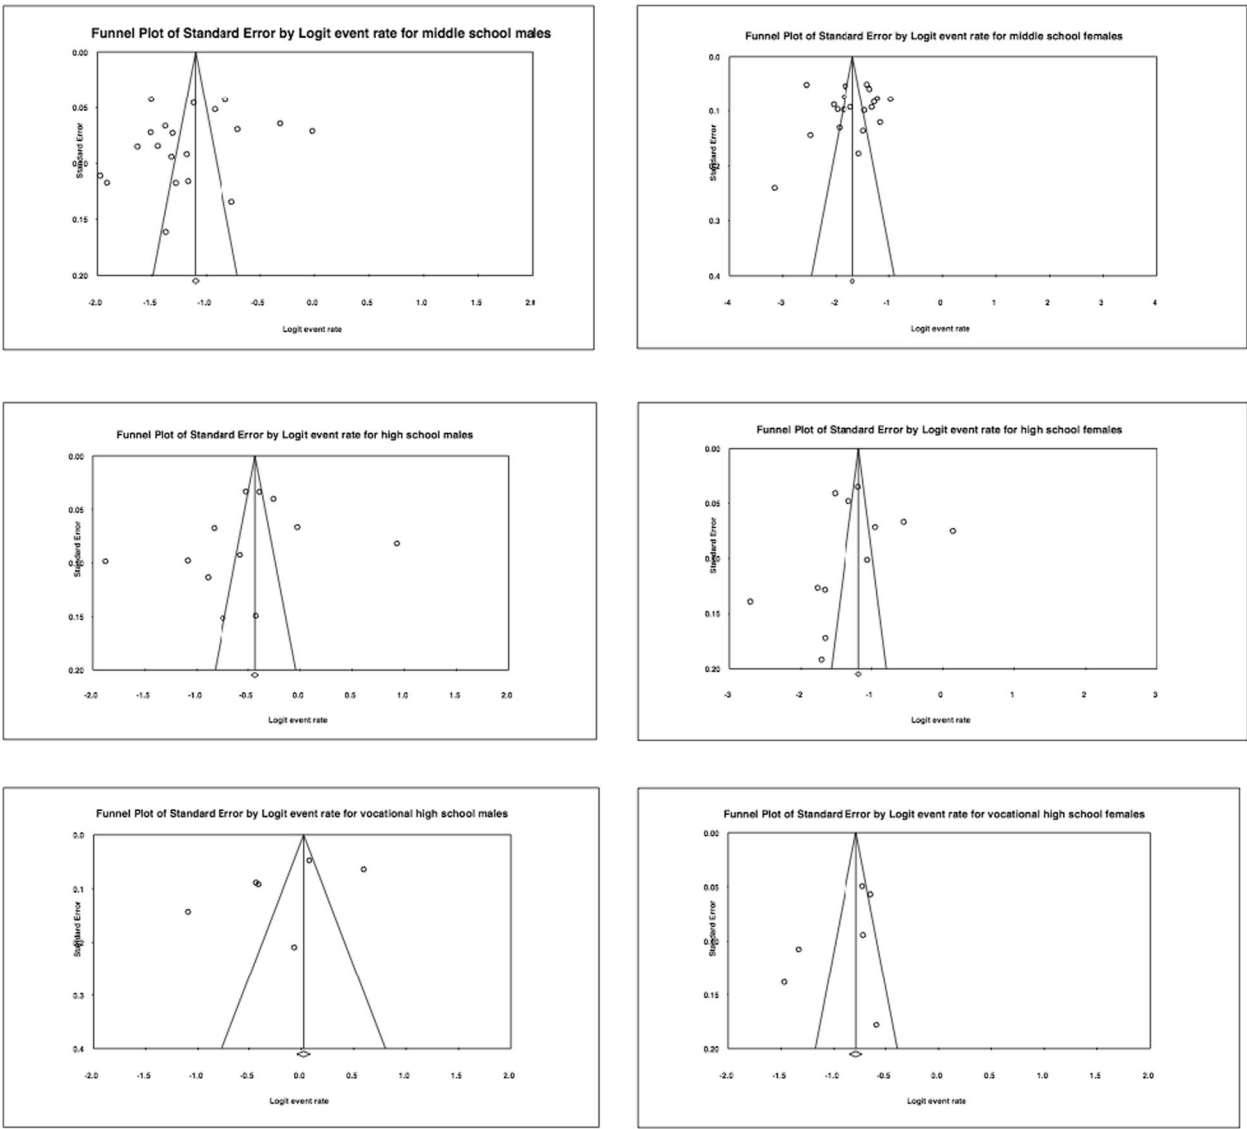 Funnel Plot of Standard Error by Logit event rate for middle school males
0.00
0.05
Standard Error
0.15
0.20
-2.0 -1.5 -1.0 -0.5 0.0 0.5 1.0 1.5
Logit event rate
Funnel Plot of Standard Error by Logit event rate for middle school females
0.0
0.1
Standard Error
0.3
0.4
-4 -3 -2 -1 0 1 2 3 4
Logit event rate
Funnel Plot of Standard Error by Logit event rate for high school males
0.00
0.05
Standard Error
0.15
0.20
-2.0 -1.5 -1.0 -0.5 0.0 0.5 1.0 1.5 2.0
Logit event rate
Funnel Plot of Standard Error by Logit event rate for high school females
0.00
0.05
Standard Error
0.15
0.20
-3 -2 -1 0 1 2 3
Logit event rate
Funnel Plot of Standard Error by Logit event rate for vocational high school males
0.0
0.1
Standard Error
0.3
0.4
-2.0 -1.5 -1.0 -0.5 0.0 0.5 1.0 1.5 2.0
Logit event rate
Funnel Plot of Standard Error by Logit event rate for vocational high school females
0.00
0.05
Standard Error
0.15
0.20
-2.0 -1.5 -1.0 -0.5 0.0 0.5 1.0 1.5 2.0
Logit event rate